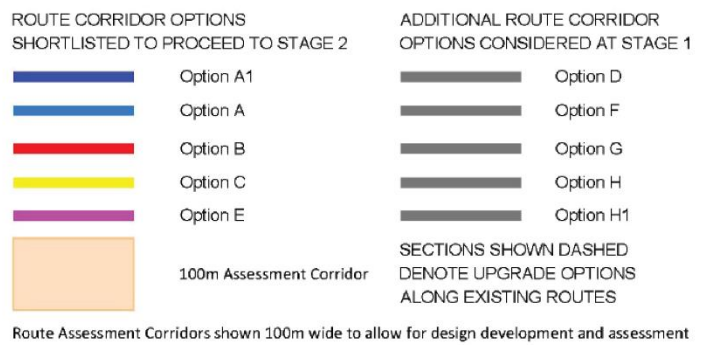 ROUTE CORRIDOR OPTIONS
SHORTLISTED TO PROCEED TO STAGE 2
Option A1
Option A
Option B
Option C
Option E
100m Assessment Corridor
ADDITIONAL ROUTE CORRIDOR
OPTIONS CONSIDERED AT STAGE 1
Option D
Option F
Option G
Option H
Option H1
SECTIONS SHOWN DASHED
DENOTE UPGRADE OPTIONS
ALONG EXISTING ROUTES
Route Assessment Corridors shown 100m wide to allow for design development and assessment